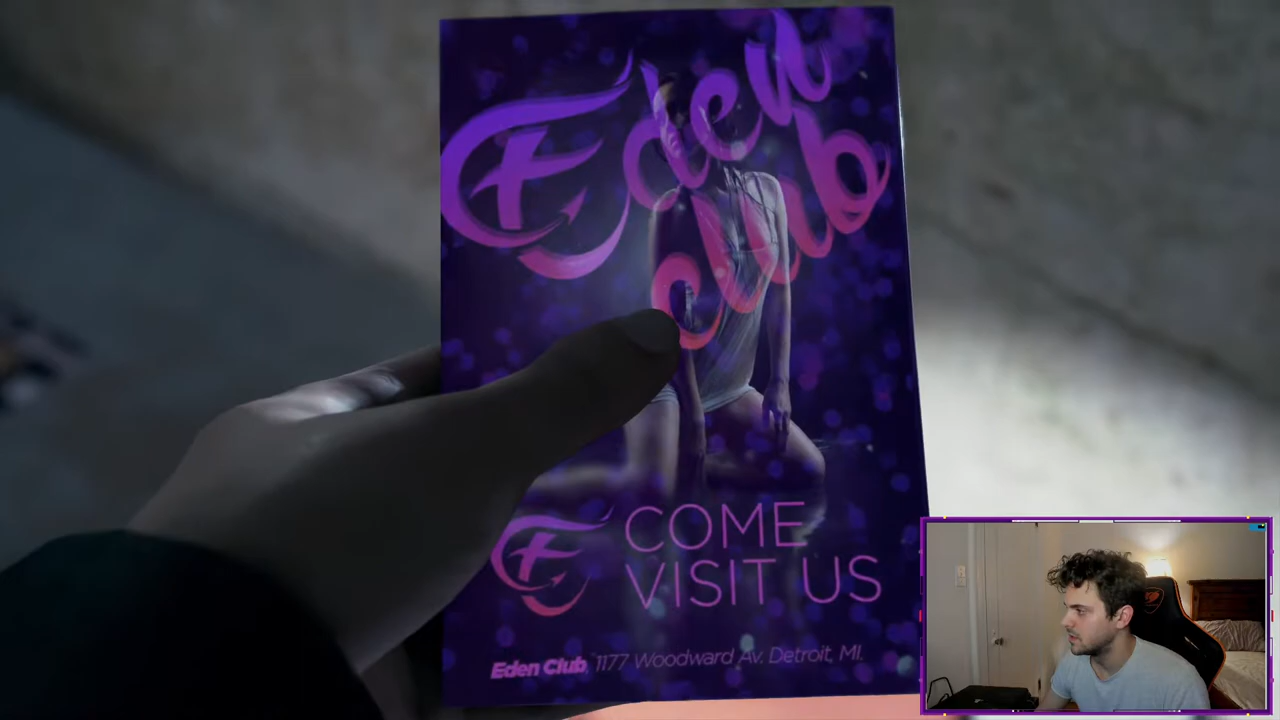 Eden
club
COME
VISIT US
Eden Club 1177 Woodward Av. Detroit, MI.